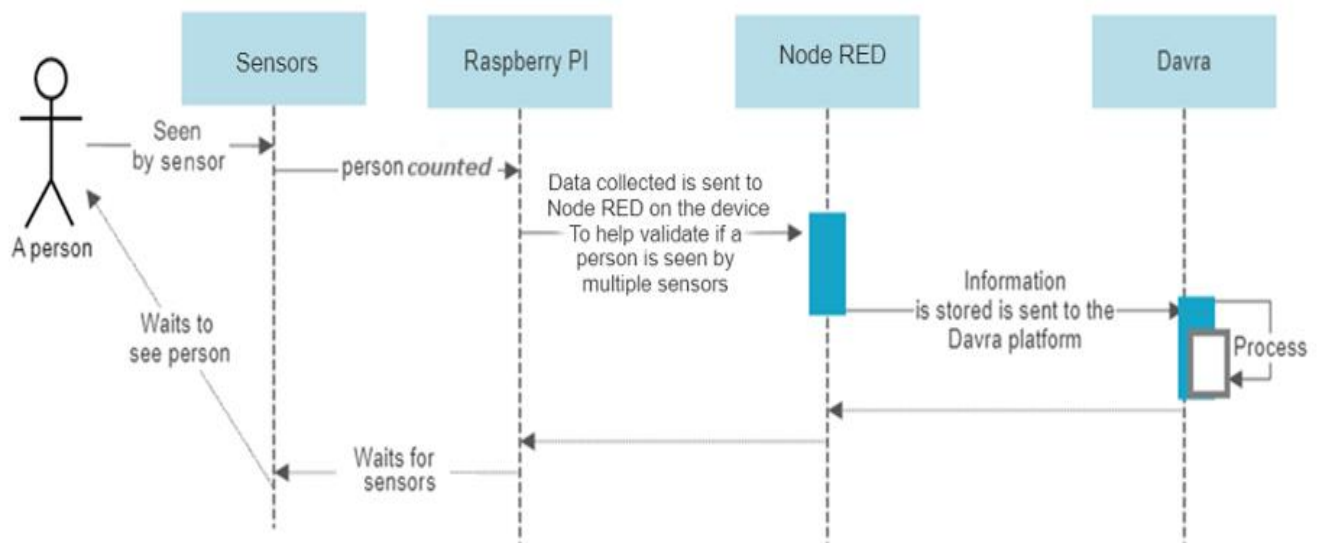 Sensors
Raspberry PI
Node RED
Davra
Seen
by sensor
person counted
A person
Data collected is sent to
Node RED on the device
To help validate if a
person is seen by
multiple sensors
Information
is stored is sent to the
Davra platform
Process
Waits to
see person
Waits for
sensors